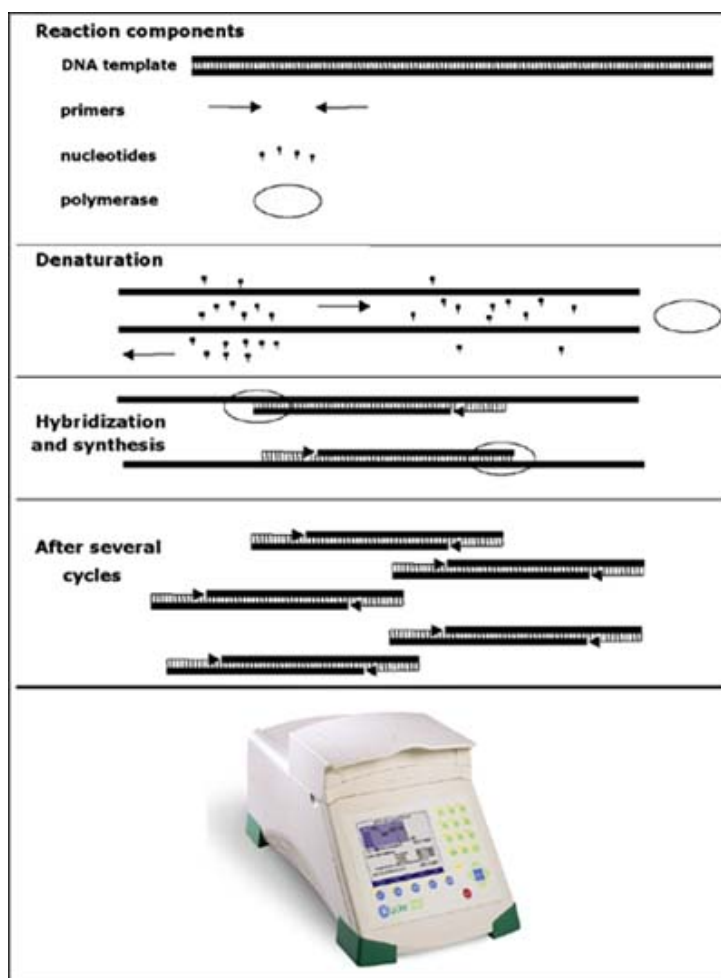 Reaction components
DNA template
primers
nucleotides
polymerase
Denaturation
Hybridization
and synthesis
After several
cycles